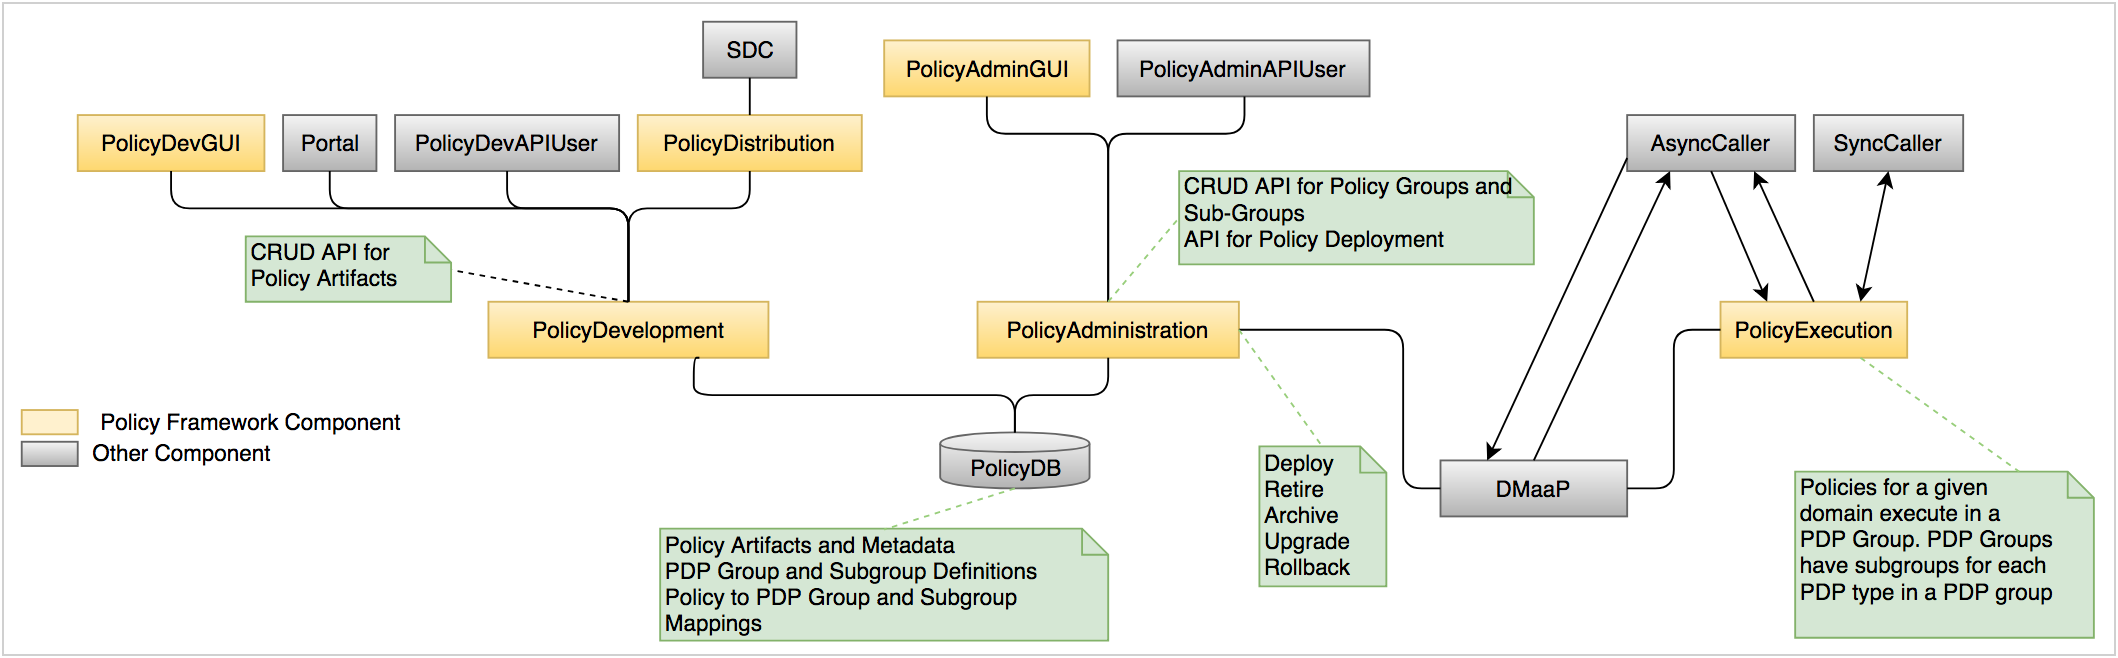 SDC
PolicyAdminGUI
PolicyAdminAPIUser
PolicyDevGUI
Portal
PolicyDevAPIUser
PolicyDistribution
AsyncCaller
SyncCaller
CRUD API for Policy Groups and
Sub-Groups
API for Policy Deployment
CRUD API for
Policy Artifacts
PolicyDevelopment
PolicyAdministration
PolicyExecution
Policy Framework Component
Other Component
PolicyDB
Deploy
Retire
Archive
Upgrade
Rollback
DMaaP
Policies for a given
domain execute in a
PDP Group. PDP Groups
have subgroups for each
PDP type in a PDP group
Policy Artifacts and Metadata
PDP Group and Subgroup Definitions
Policy to PDP Group and Subgroup
Mappings